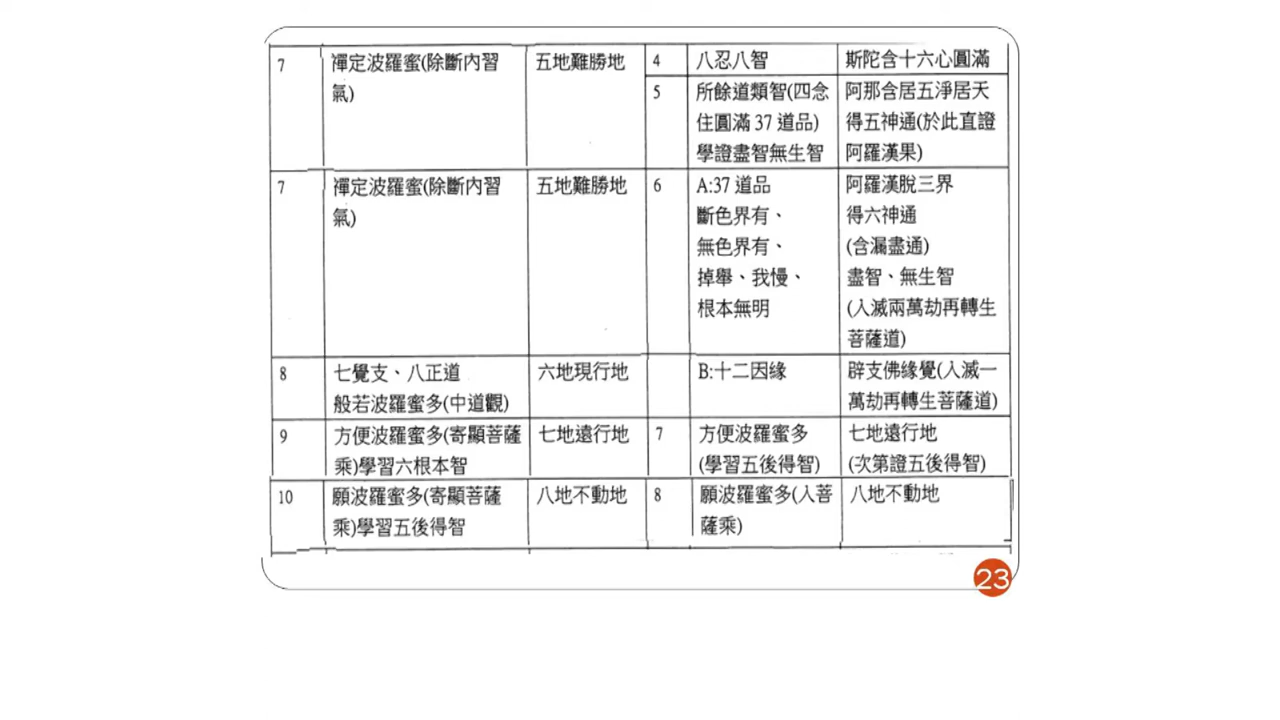 7 禪定波羅蜜(除斷內習 五地難勝地 4 八忍八智 斯陀含十六心圓滿
氣)
5 所餘道類智(四念 阿那含居五淨居天
住圓滿 37 道品) 得五神通(於此直證
學證盡智無生智 阿羅漢果)
7 禪定波羅蜜(除斷內習 五地難勝地 6 A:37 道品 阿羅漢脫三界
氣) 斷色界有、 得六神通
無色界有、 (含漏盡通)
掉舉、我慢、 盡智、無生智
根本無明 (入滅兩萬劫再轉生
菩薩道)
8 七覺支、八正道 六地現行地 B:十二因緣 辟支佛緣覺(入滅一
般若波羅蜜多(中道觀) 萬劫再轉生菩薩道)
9 方便波羅蜜多(寄顯菩薩 七地遠行地 7 方便波羅蜜多 七地遠行地
乘)學習六根本智 (學習五後得智) (次第證五後得智)
10 願波羅蜜多(寄顯菩薩 八地不動地 8 願波羅蜜多(入菩 八地不動地
乘)學習五後得智 薩乘)
23